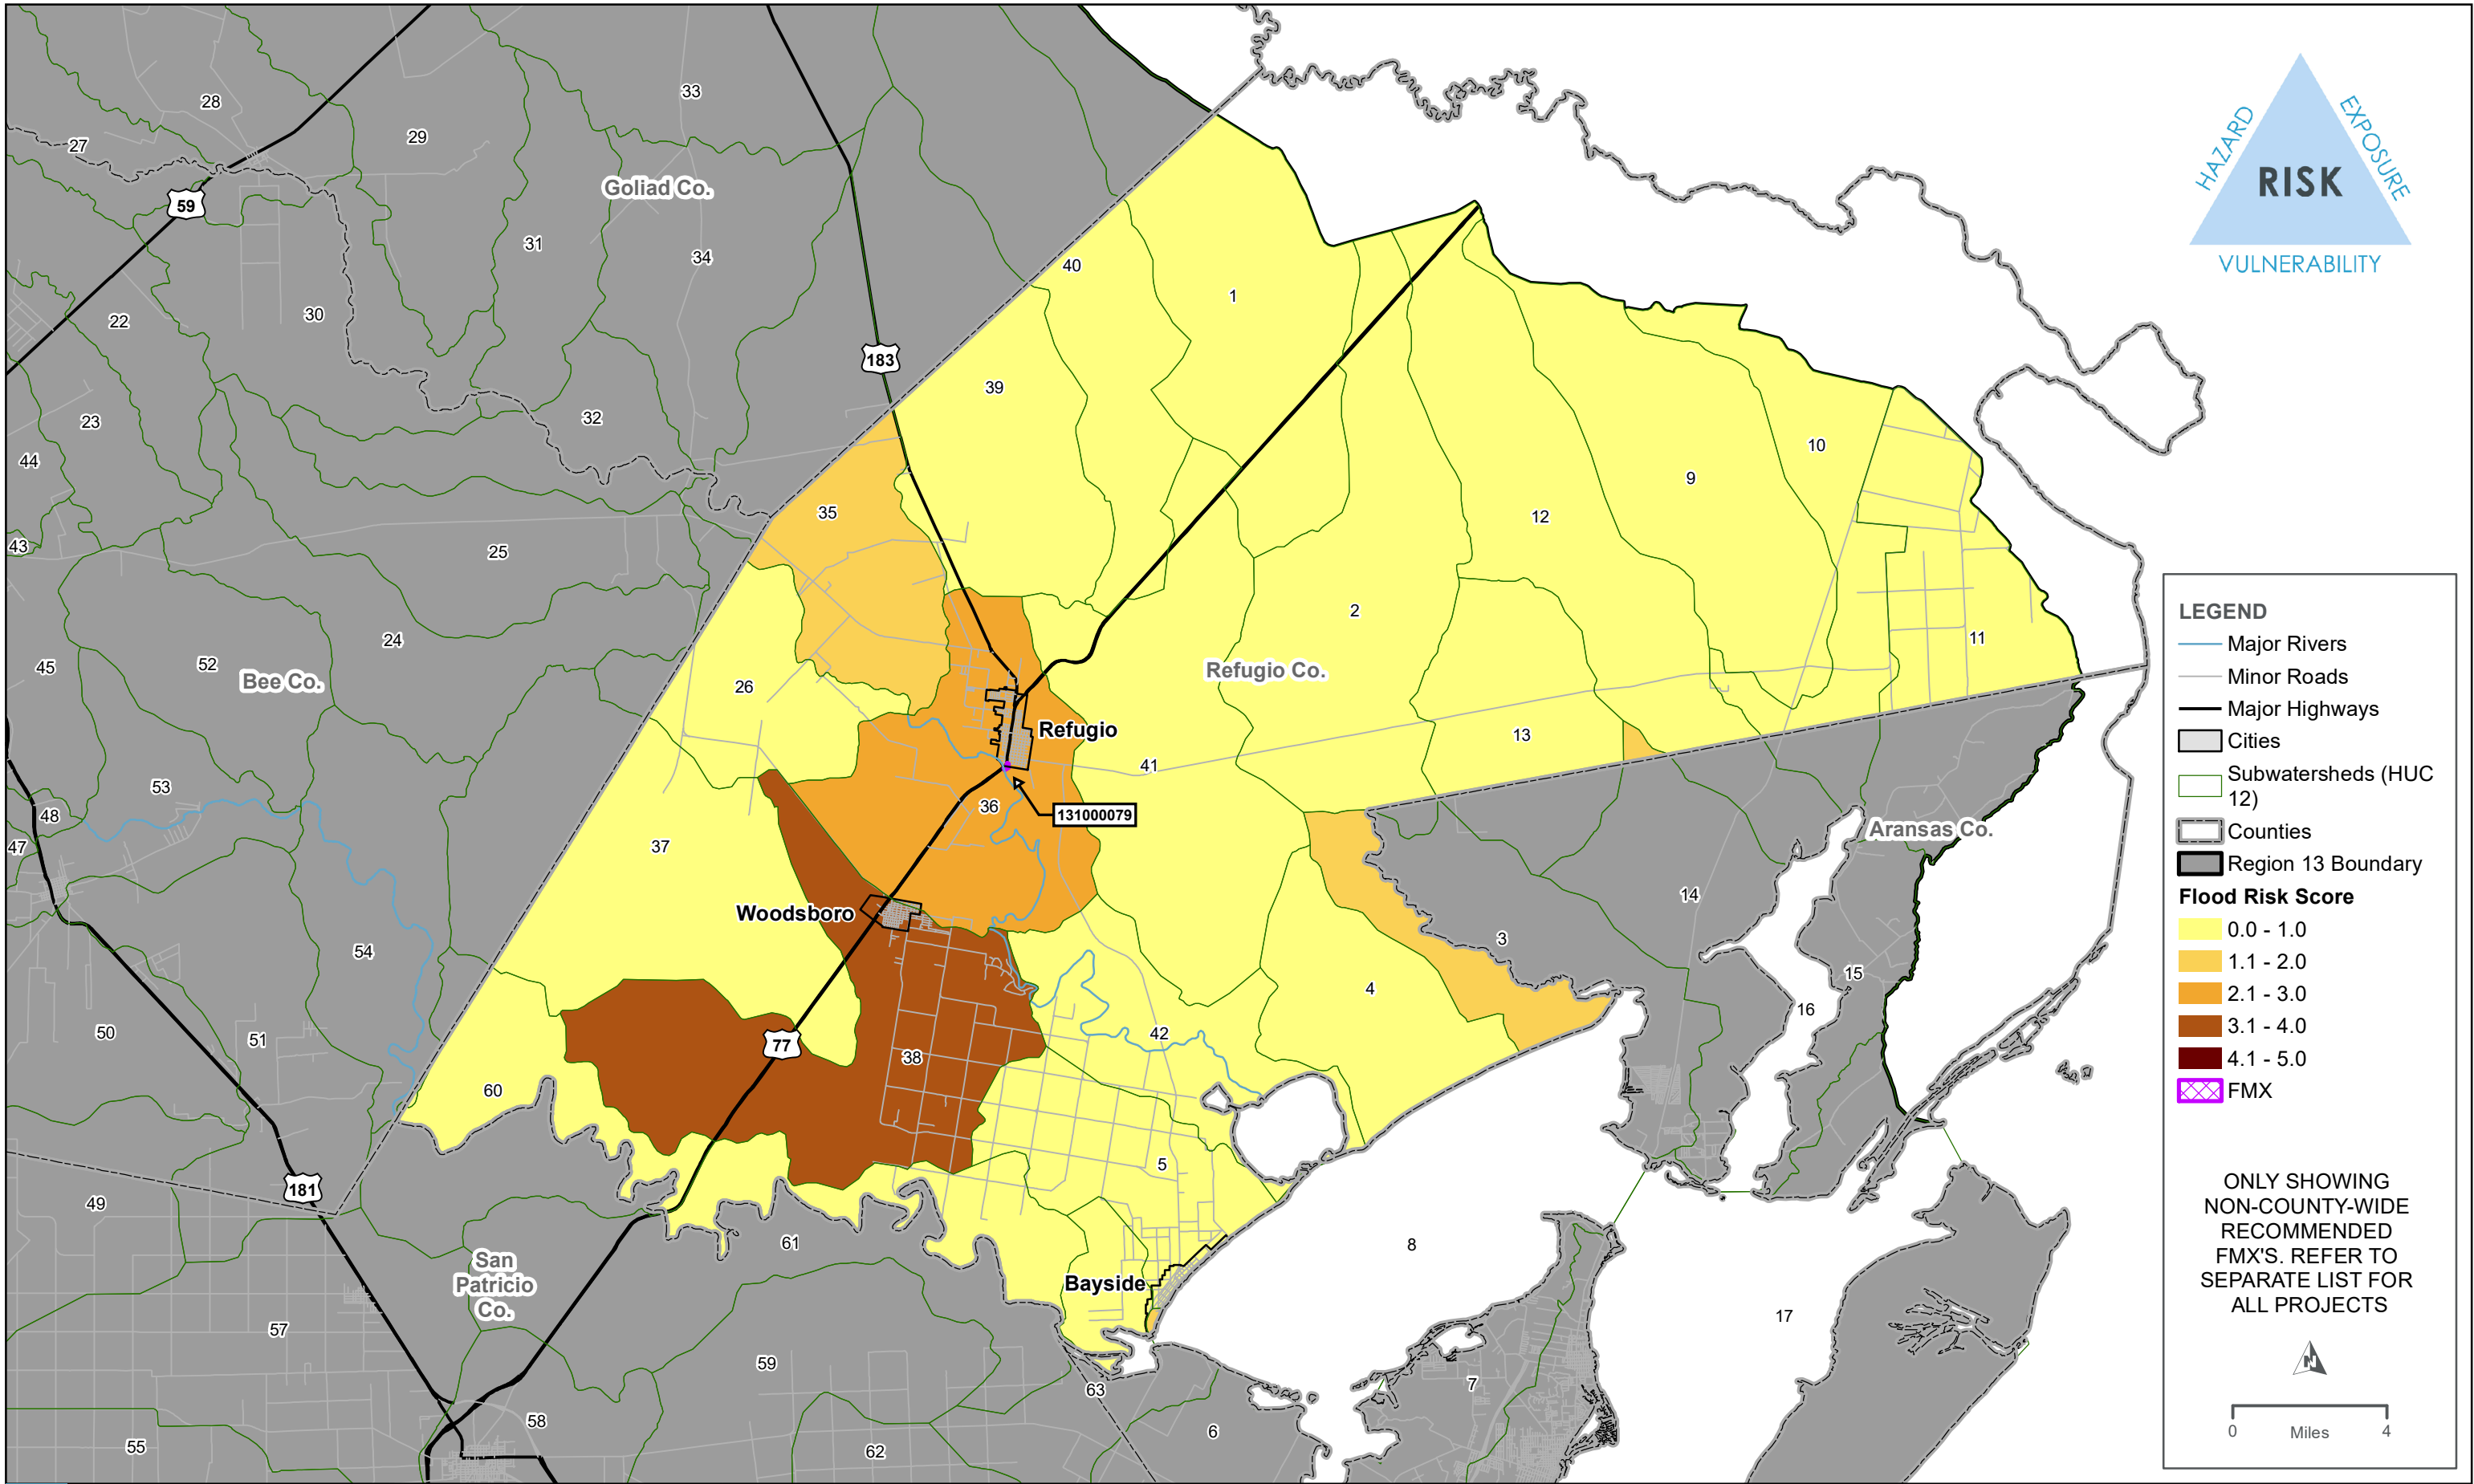 28
33
29
27
Goliad Co.
59
31
34
30
22
183
32
23
44
43
25
24
52
45
Bee Co.
53
48
47
54
50
51
49
181
57
55
58
San
Patricio
Co.
59
62
61
60
63
6
7
8
17
16
15
14
3
Aransas Co.
40
1
39
35
2
12
9
10
11
13
41
Refugio Co.
26
Refugio
36
131000079
37
Woodsboro
77
38
42
4
5
Bayside
HAZARD
EXPOSURE
RISK
VULNERABILITY
LEGEND
Major Rivers
Minor Roads
Major Highways
Cities
Subwatersheds (HUC
12)
Counties
Region 13 Boundary
Flood Risk Score
0.0 - 1.0
1.1 - 2.0
2.1 - 3.0
3.1 - 4.0
4.1 - 5.0
FMX
ONLY SHOWING
NON-COUNTY-WIDE
RECOMMENDED
FMX'S. REFER TO
SEPARATE LIST FOR
ALL PROJECTS
N
0 Miles 4